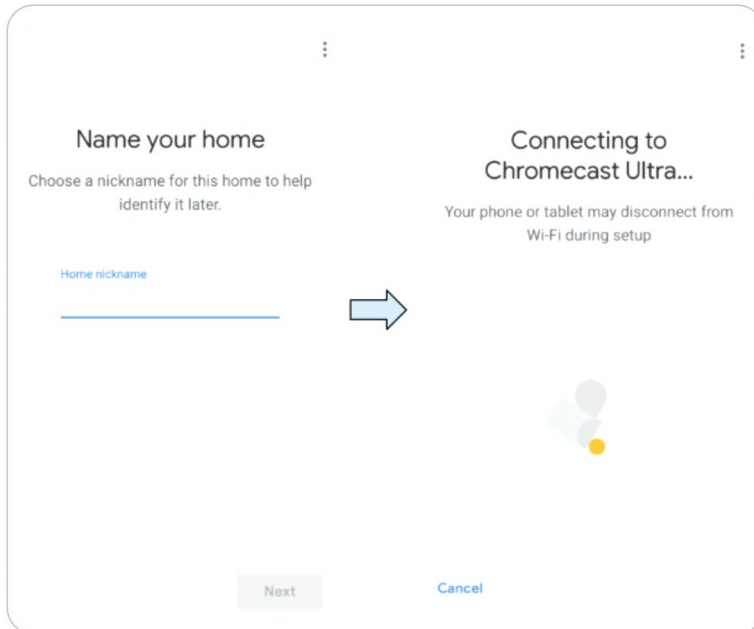 Name your home
Choose a nickname for this home to help
identify it later.
Home nickname
Next
Connecting to
Chromecast Ultra...
Your phone or tablet may disconnect from
Wi-Fi during setup
Cancel